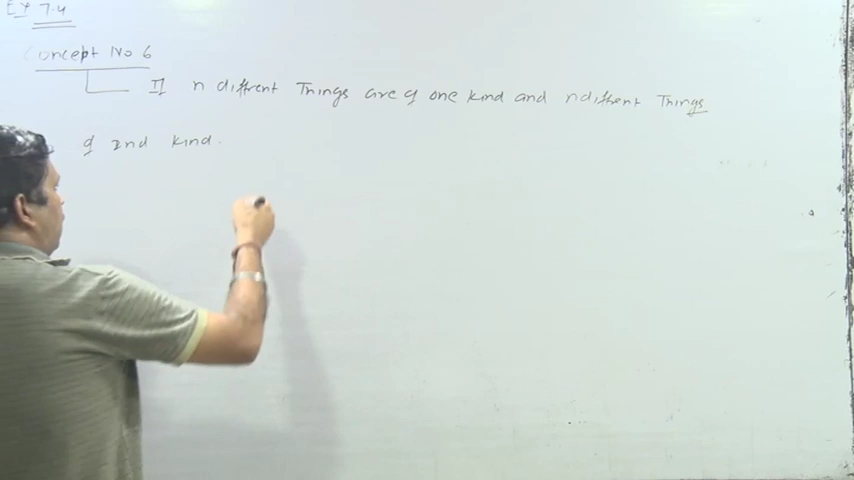 Ex 7.4
Concept No 6
If n different Things are of one kind and n different Things
of 2nd kind.